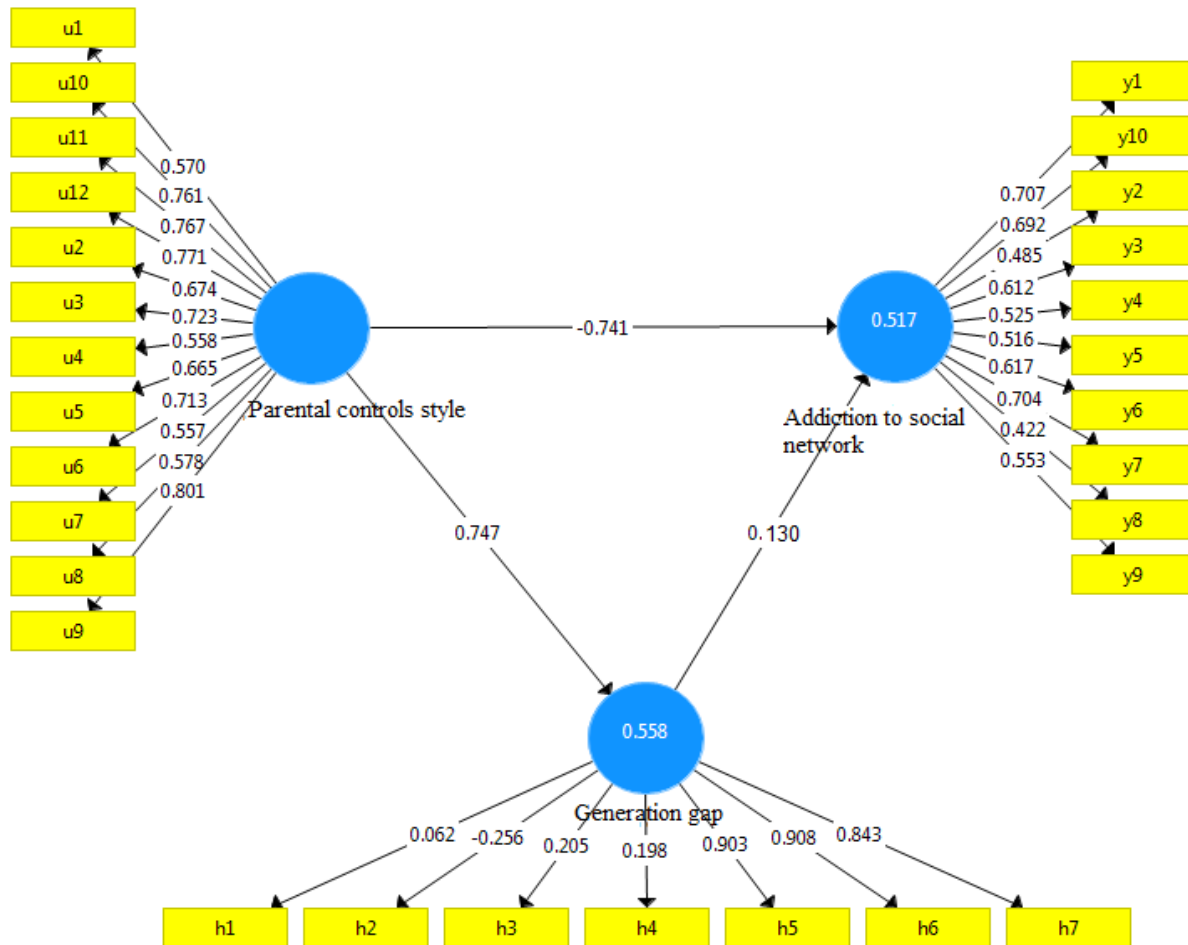 u1
u10
u11
u12
u2
u3
u4
u5
u6
u7
u8
u9
0.570
0.761
0.767
0.771
0.674
0.723
0.558
0.665
0.713
0.557
0.578
0.801
Parental controls style
-0.741
0.747
0.517
Addiction to social
network
0.130
0.707
0.692
0.485
0.612
0.525
0.516
0.617
0.704
0.422
0.553
y1
y10
y2
y3
y4
y5
y6
y7
y8
y9
0.558
Generation gap
0.062
-0.256
0.205
0.198
0.903
0.908
0.843
h1
h2
h3
h4
h5
h6
h7